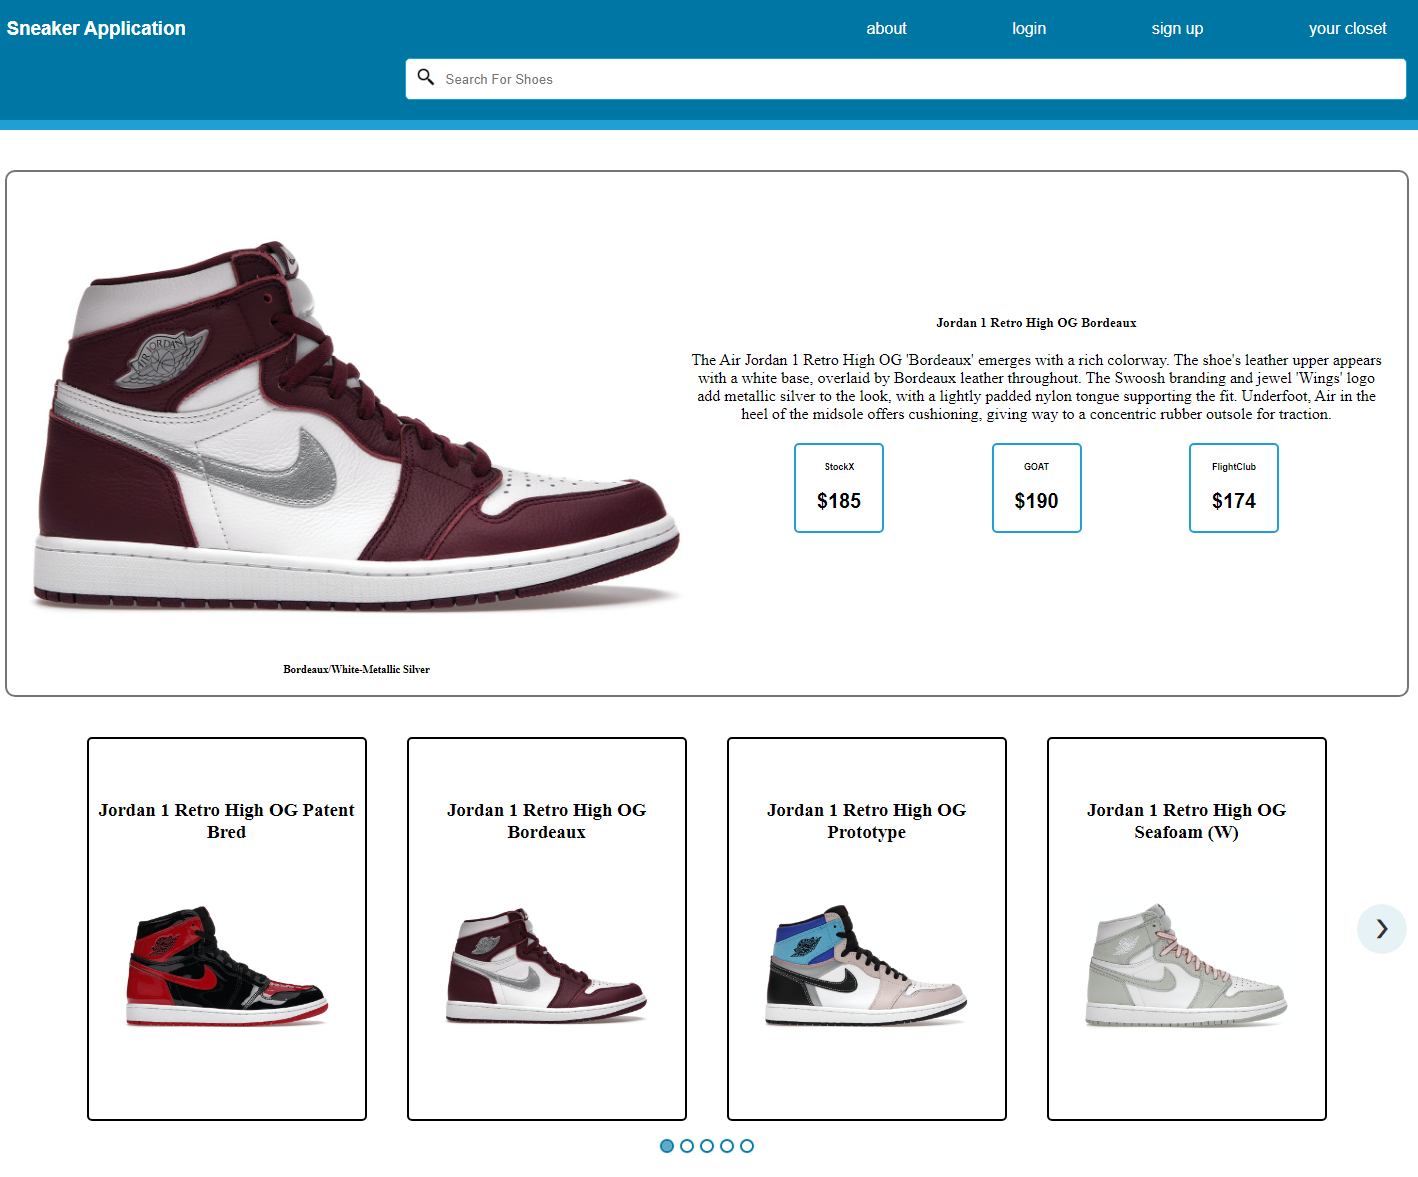 Sneaker Application
about
login
sign up
your closet
Search For Shoes
AIR JORDAN
Jordan 1 Retro High OG Bordeaux
The Air Jordan 1 Retro High OG 'Bordeaux' emerges with a rich colorway. The shoe's leather upper appears
with a white base, overlaid by Bordeaux leather throughout. The Swoosh branding and jewel 'Wings' logo
add metallic silver to the look, with a lightly padded nylon tongue supporting the fit. Underfoot, Air in the
heel of the midsole offers cushioning, giving way to a concentric rubber outsole for traction.
StockX
$185
GOAT
$190
FlightClub
$174
Bordeaux/White-Metallic Silver
Jordan 1 Retro High OG Patent
Bred
Jordan 1 Retro High OG
Bordeaux
Jordan 1 Retro High OG
Prototype
Jordan 1 Retro High OG
Seafoam (W)